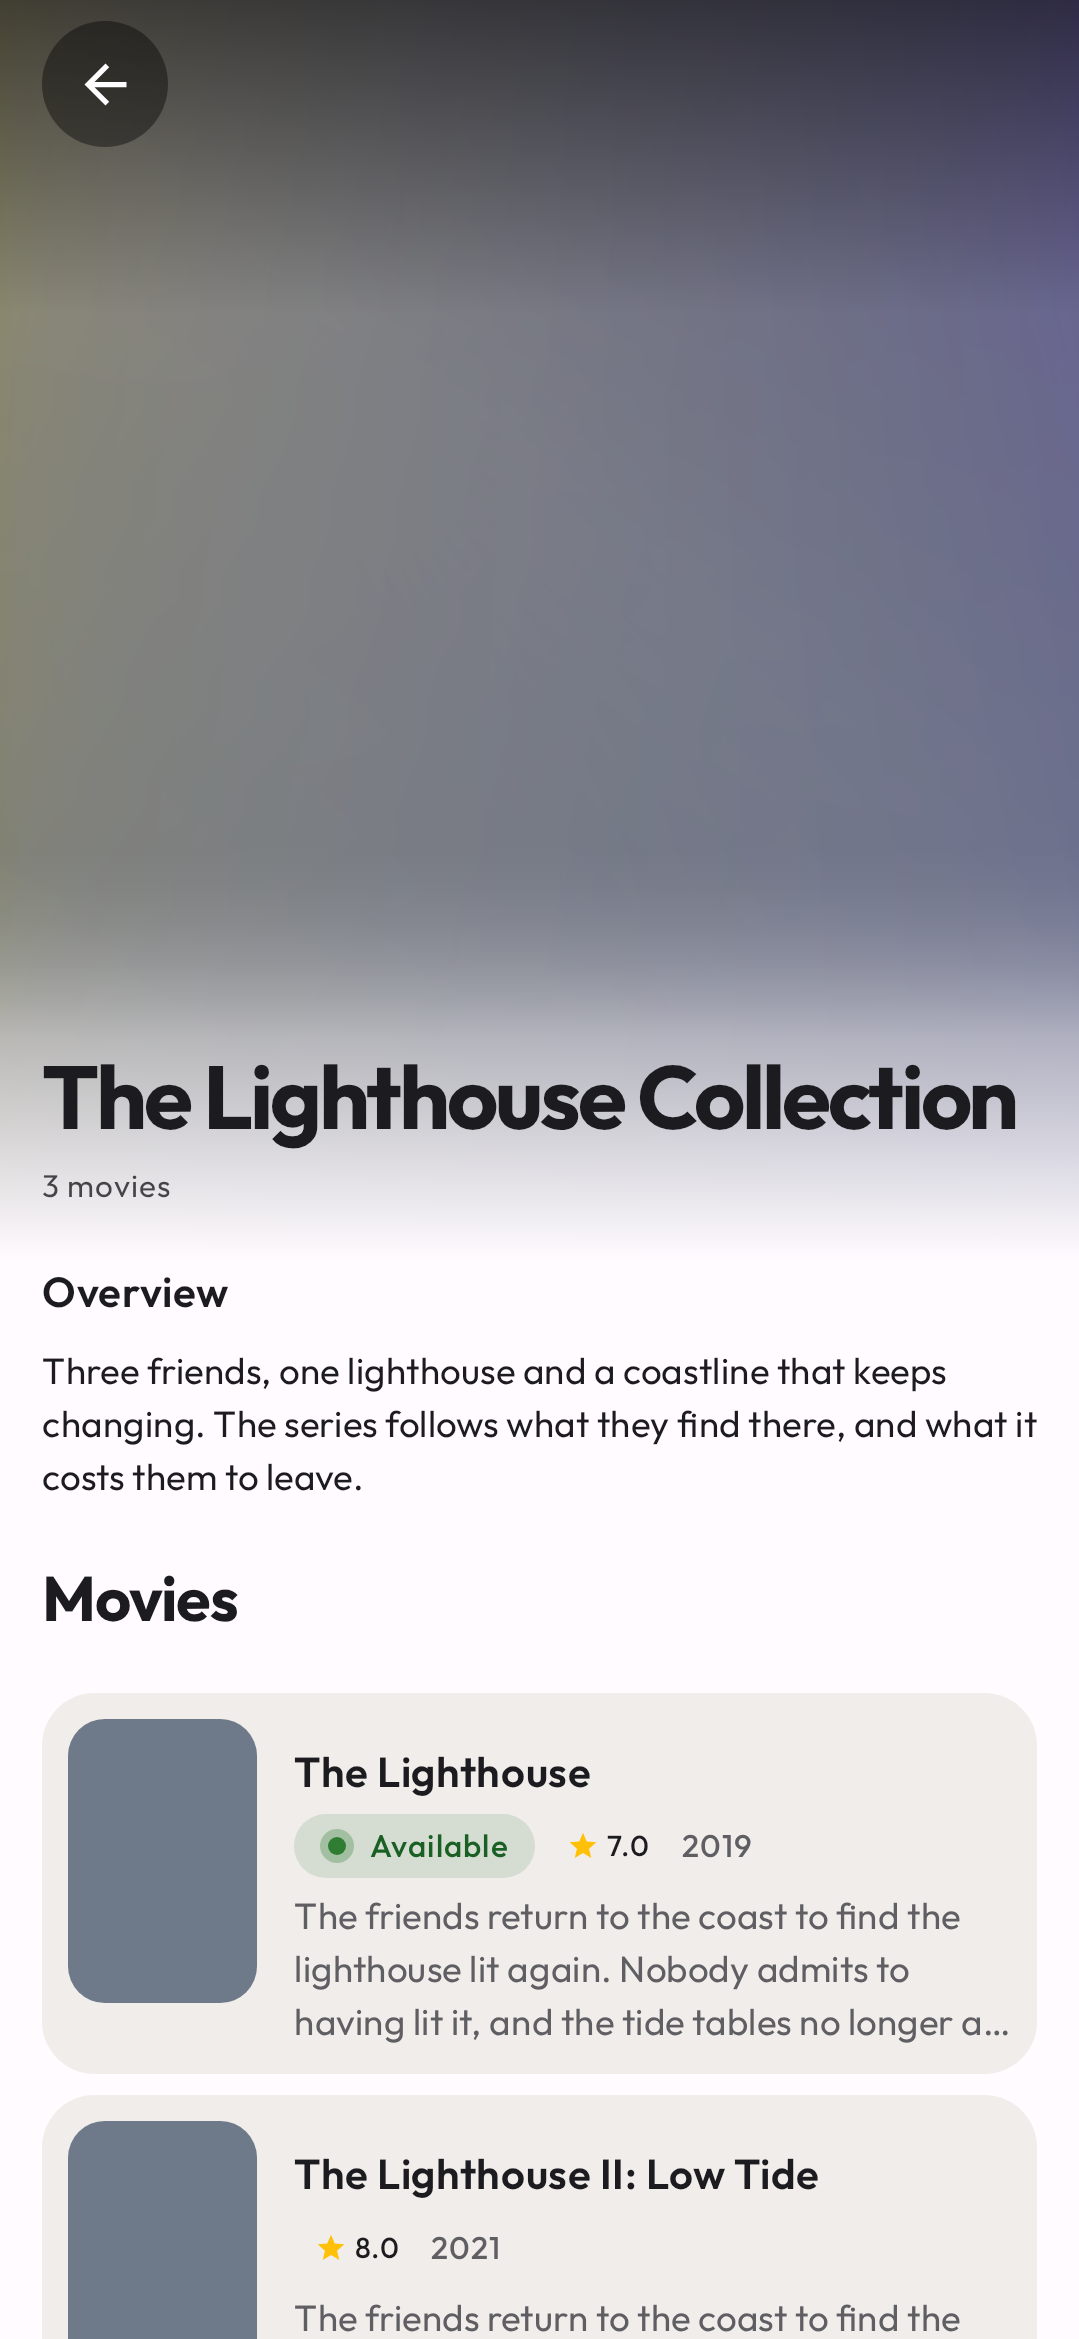 The Lighthouse Collection
3 movies
Overview
Three friends, one lighthouse and a coastline that keeps
changing. The series follows what they find there, and what it
costs them to leave.
Movies
The Lighthouse
Available 7.0 2019
The friends return to the coast to find the
lighthouse lit again. Nobody admits to
having lit it, and the tide tables no longer a…
The Lighthouse II: Low Tide
8.0 2021
The friends return to the coast to find the